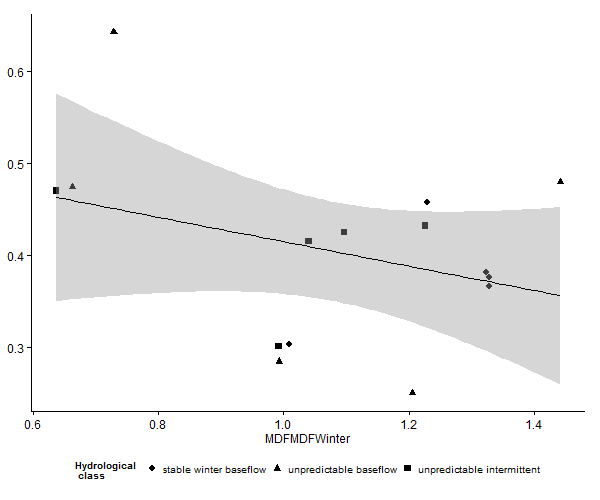 0.6
0.5
0.4
0.3
0.6 0.8 1.0 1.2 1.4
MDFMDFWinter
Hydrological
class
stable winter baseflow unpredictable baseflow unpredictable intermittent